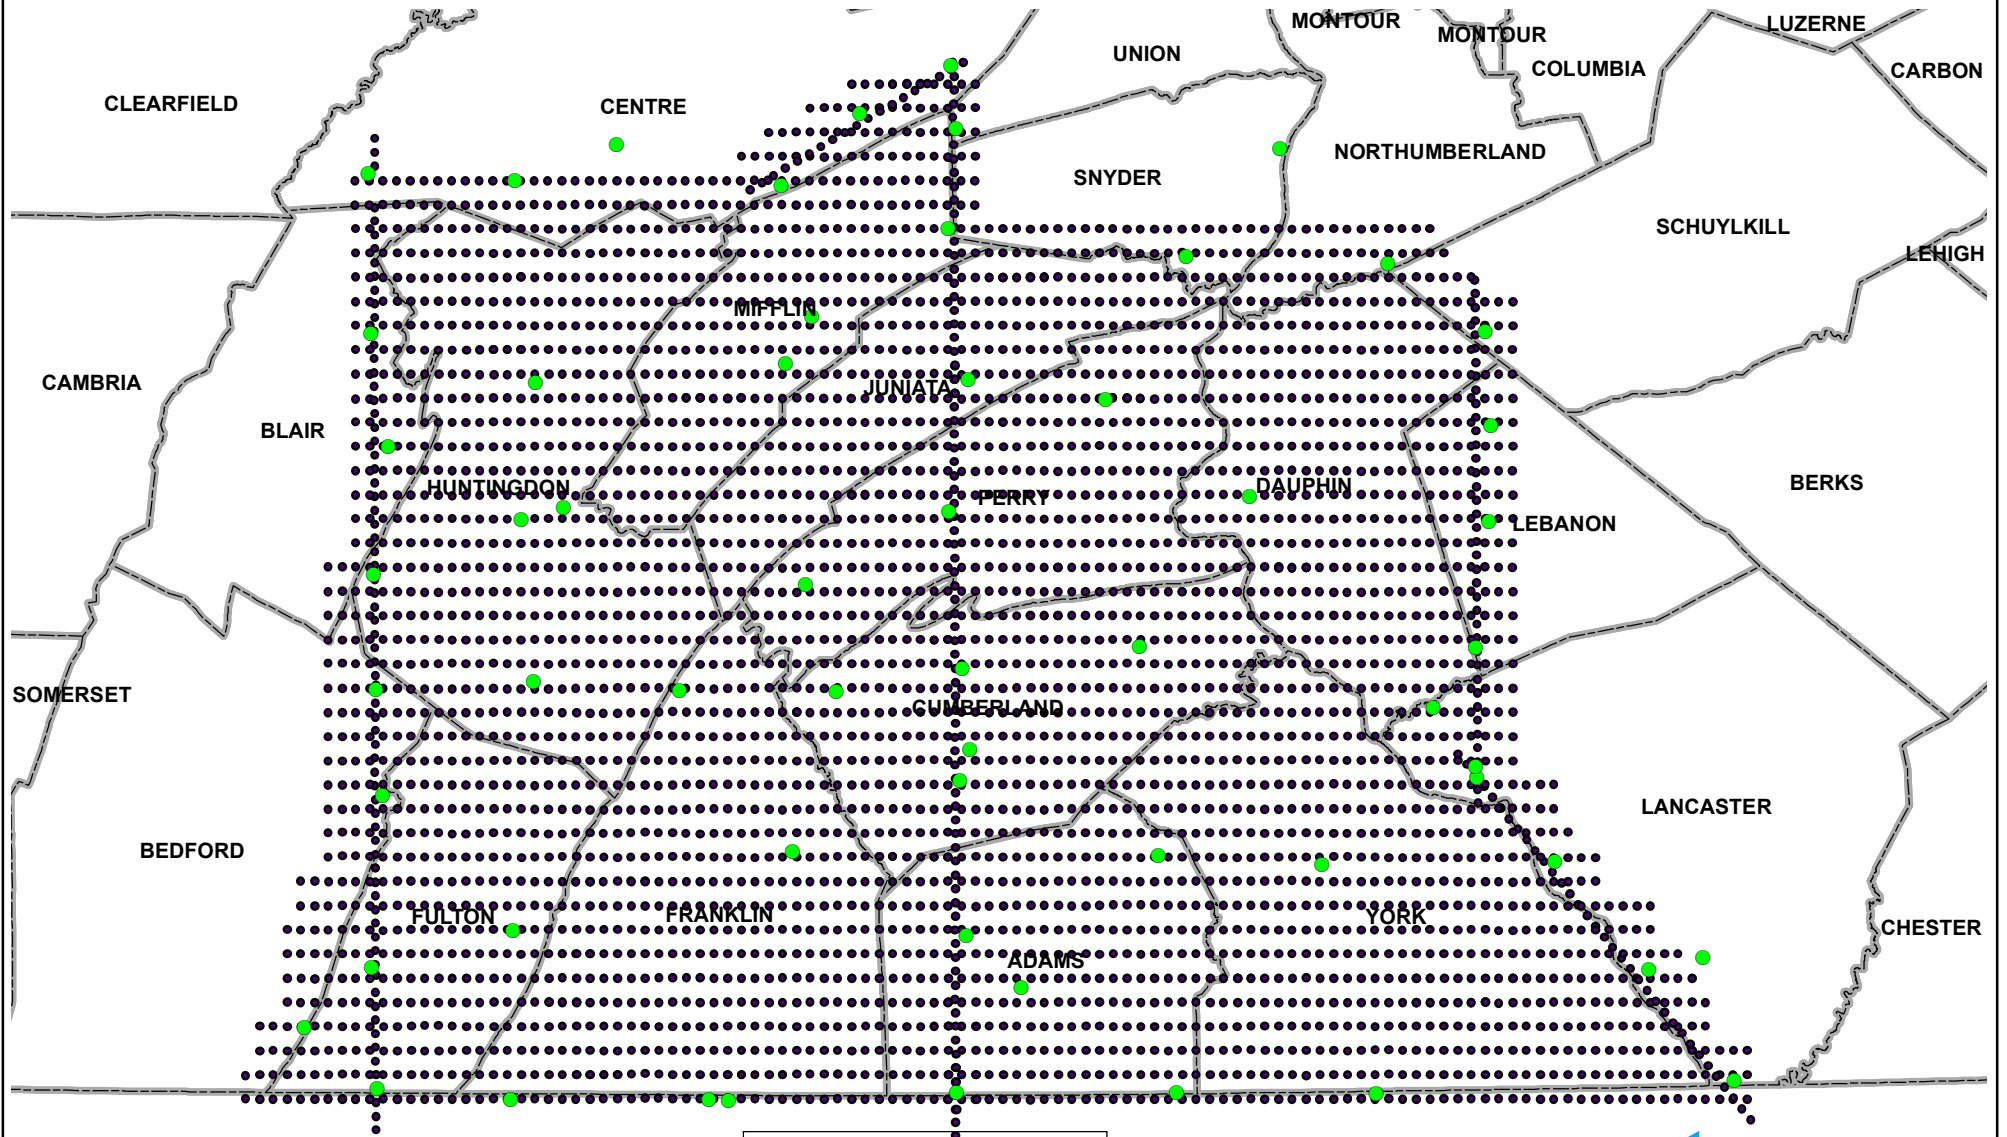 MONTOUR
LUZERNE
MONTOUR
UNION
COLUMBIA
CARBON
CLEARFIELD
CENTRE
NORTHUMBERLAND
SNYDER
SCHUYLKILL
LEHIGH
MIFFLIN
CAMBRIA
JUNIATA
BLAIR
BERKS
HUNTINGDON
DAUPHIN
PERRY
LEBANON
SOMERSET
CUMBERLAND
LANCASTER
BEDFORD
FULTON
FRANKLIN
YORK
CHESTER
ADAMS